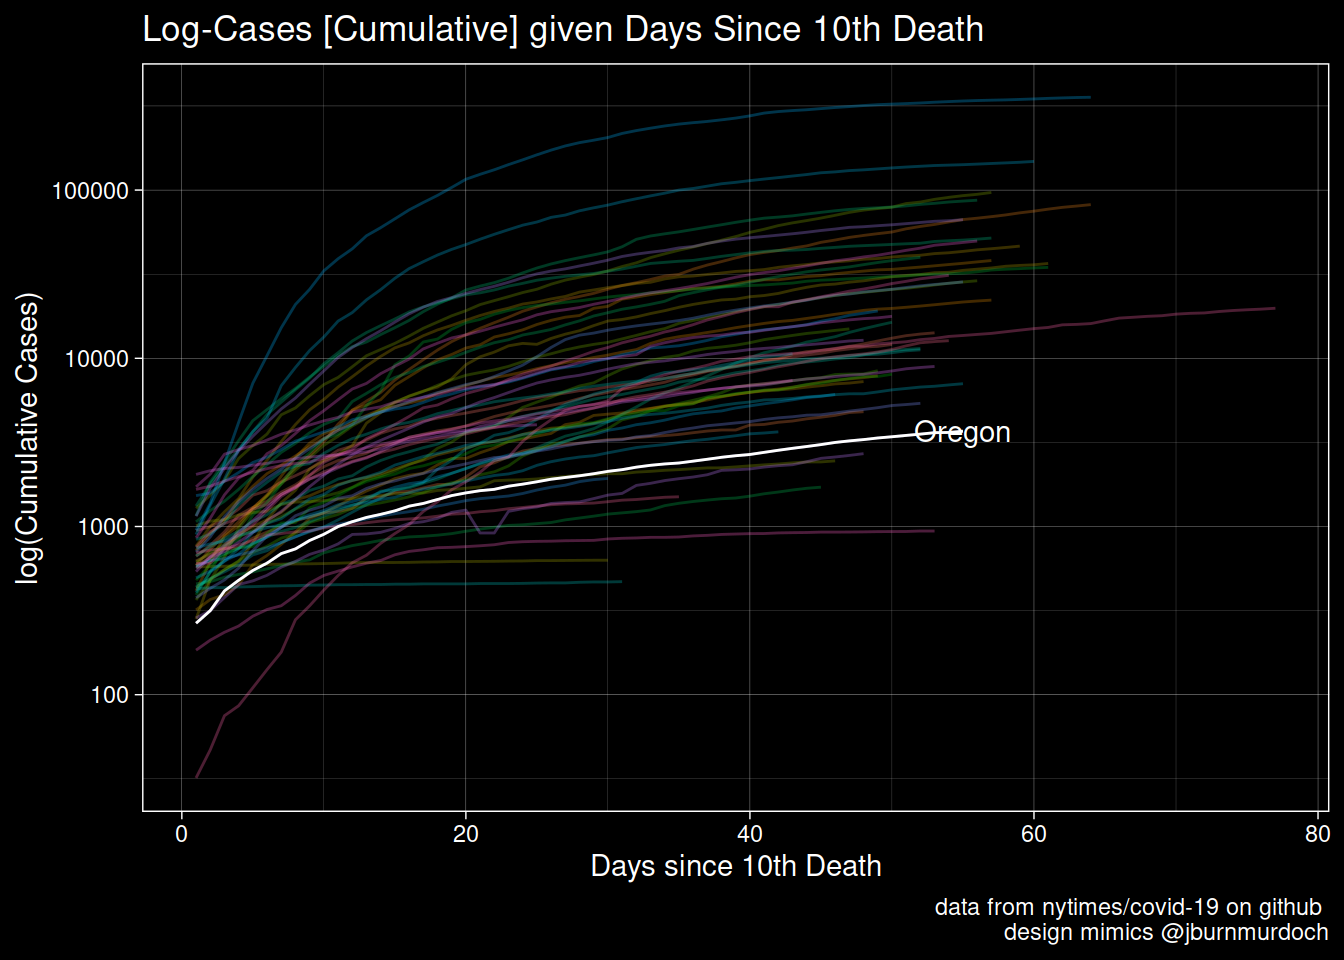 Log-Cases [Cumulative] given Days Since 10th Death
log(Cumulative Cases)
100000
10000
1000
100
Oregon
0 20 40 60 80
Days since 10th Death
data from nytimes/covid-19 on github
design mimics @jburnmurdoch